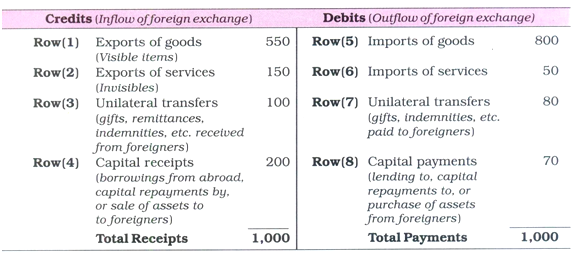 Credits (Inflow of foreign exchange) Debits (Outflow of foreign exchange)
Row(1) Exports of goods 550
(Visible items)
Row(2) Exports of services 150
(Invisibles)
Row(3) Unilateral transfers 100
(gifts, remittances,
indemnities, etc. received
from foreigners)
Row(4) Capital receipts 200
(borrowings from abroad,
capital repayments by,
or sale of assets to
to foreigners)
Total Receipts 1,000
Row(5) Imports of goods 800
Row(6) Imports of services 50
Row(7) Unilateral transfers 80
(gifts, indemnities, etc.
paid to foreigners)
Row(8) Capital payments 70
(lending to, capital
repayments to, or
purchase of assets
from foreigners)
Total Payments 1,000